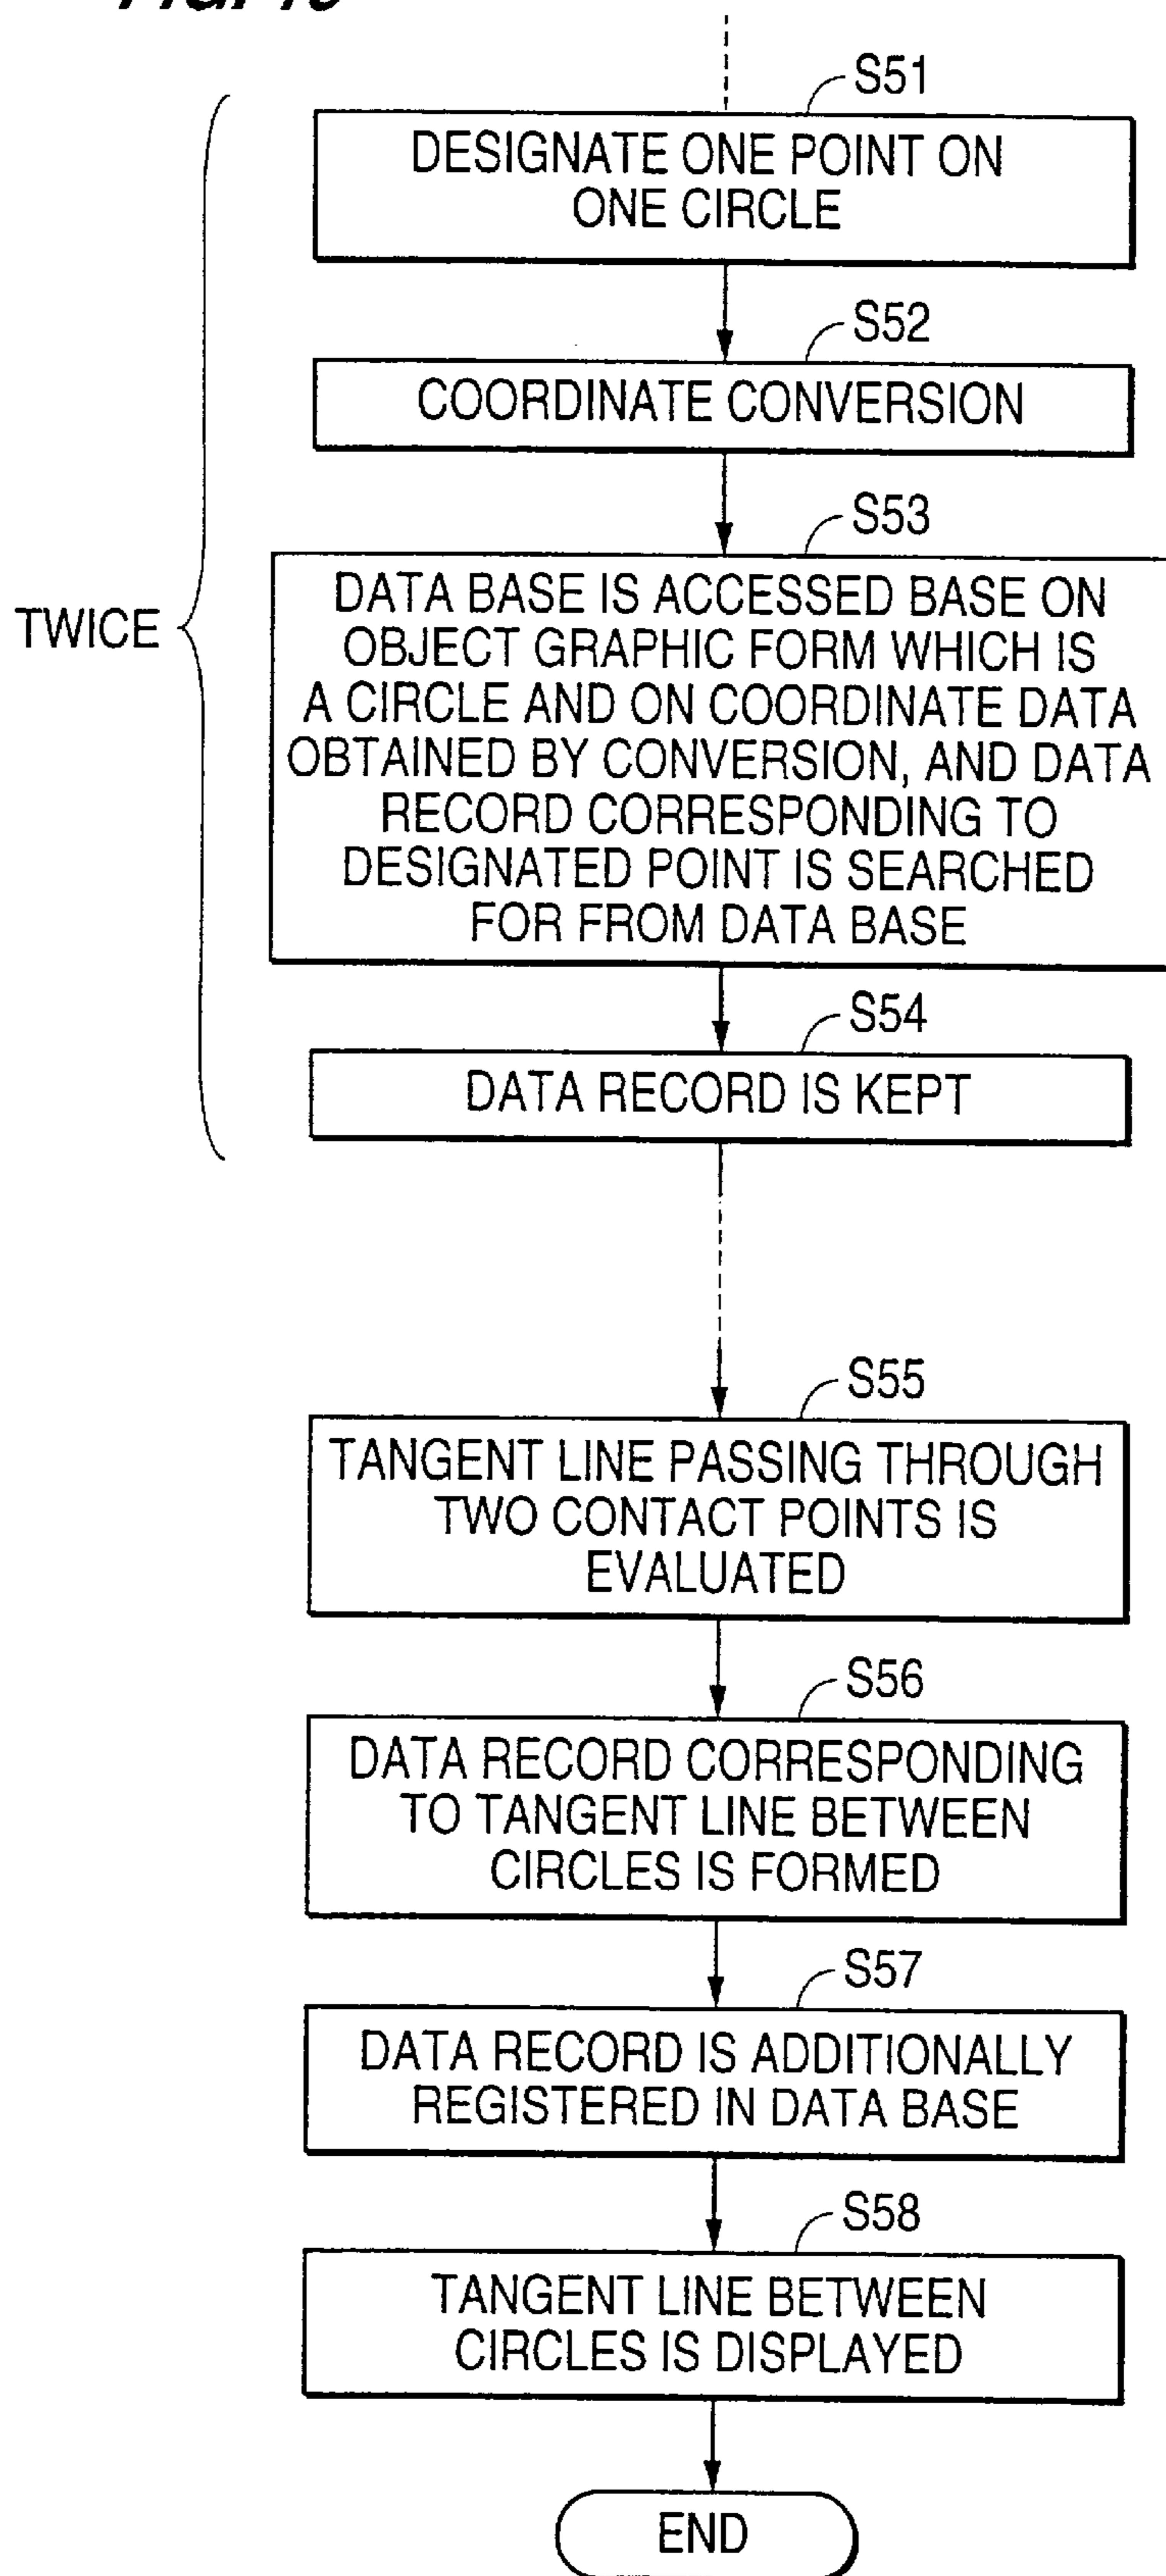 S51
DESIGNATE ONE POINT ON
ONE CIRCLE
S52
COORDINATE CONVERSION
S53
TWICE
DATA BASE IS ACCESSED BASE ON
OBJECT GRAPHIC FORM WHICH IS
A CIRCLE AND ON COORDINATE DATA
OBTAINED BY CONVERSION, AND DATA
RECORD CORRESPONDING TO
DESIGNATED POINT IS SEARCHED
FOR FROM DATA BASE
S54
DATA RECORD IS KEPT
S55
TANGENT LINE PASSING THROUGH
TWO CONTACT POINTS IS
EVALUATED
S56
DATA RECORD CORRESPONDING
TO TANGENT LINE BETWEEN
CIRCLES IS FORMED
S57
DATA RECORD IS ADDITIONALLY
REGISTERED IN DATA BASE
S58
TANGENT LINE BETWEEN
CIRCLES IS DISPLAYED
END